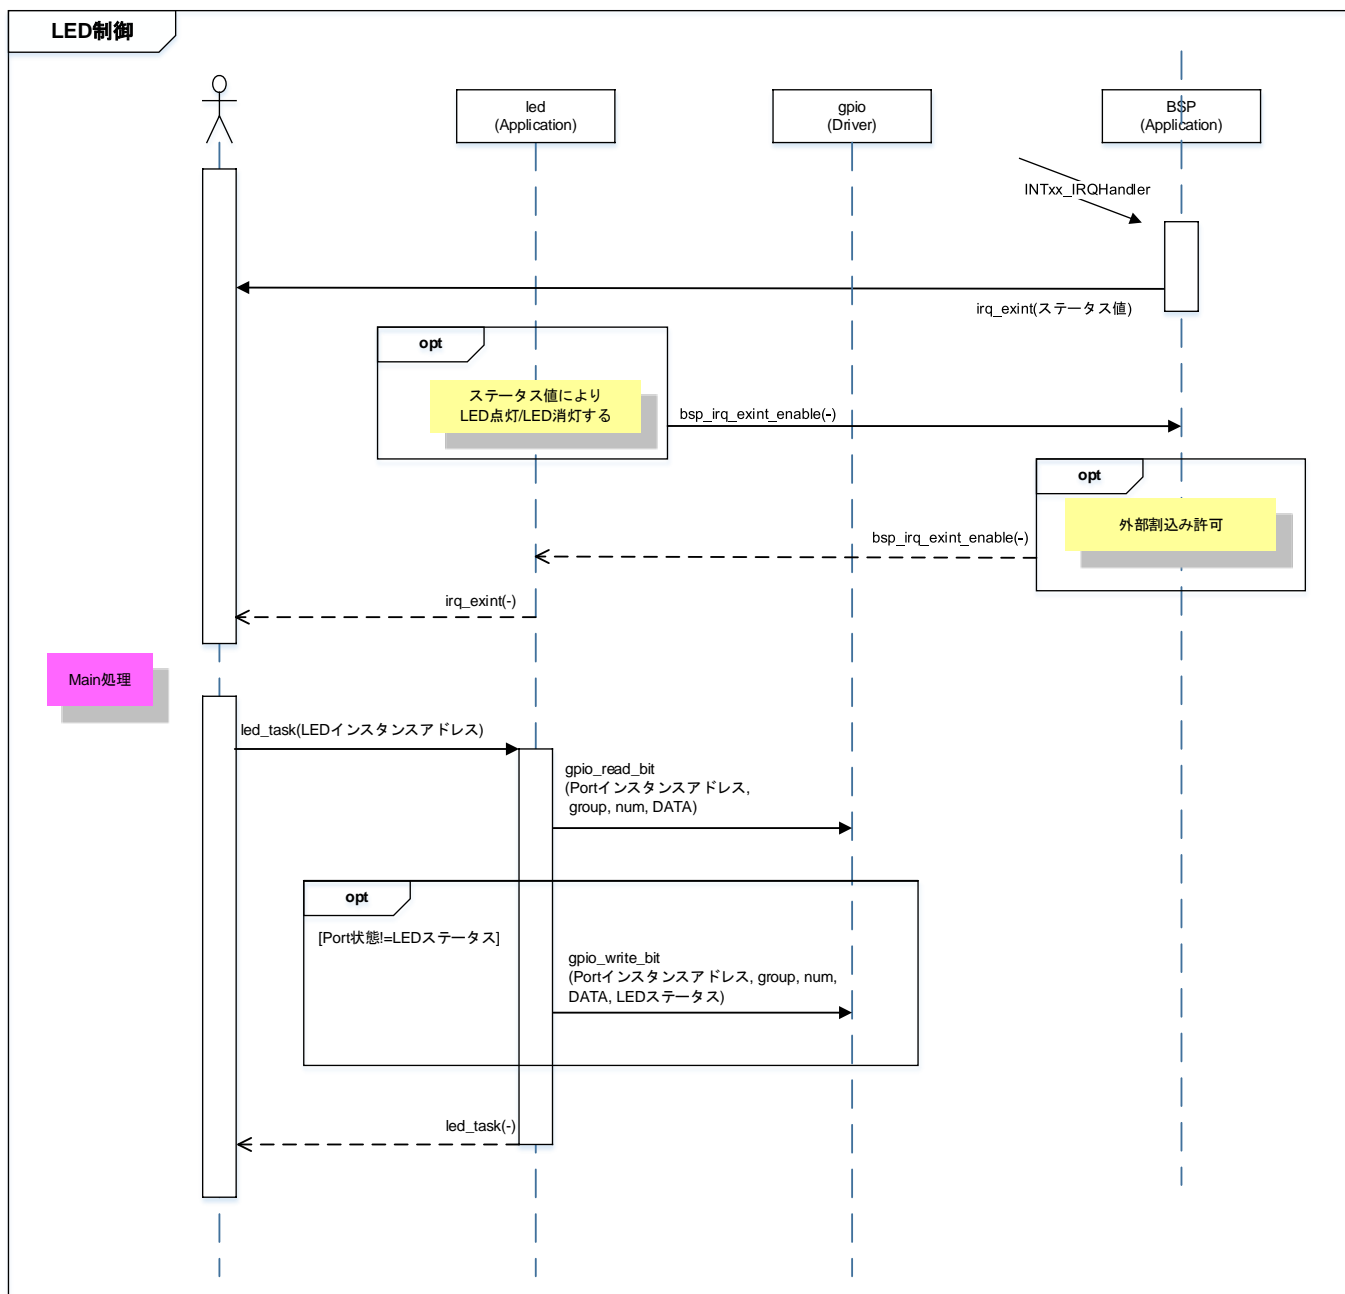 LED制御
led
(Application)
gpio
(Driver)
BSP
(Application)
INTxx_IRQHandler
irq_exint(ステータス値)
opt
ステータス値により
LED点灯/LED消灯する
bsp_irq_exint_enable(-)
opt
外部割込み許可
bsp_irq_exint_enable(-)
irq_exint(-)
Main処理
led_task(LEDインスタンスアドレス)
gpio_read_bit
(Portインスタンスアドレス,
group, num, DATA)
opt
[Port状態!=LEDステータス]
gpio_write_bit
(Portインスタンスアドレス, group, num,
DATA, LEDステータス)
led_task(-)